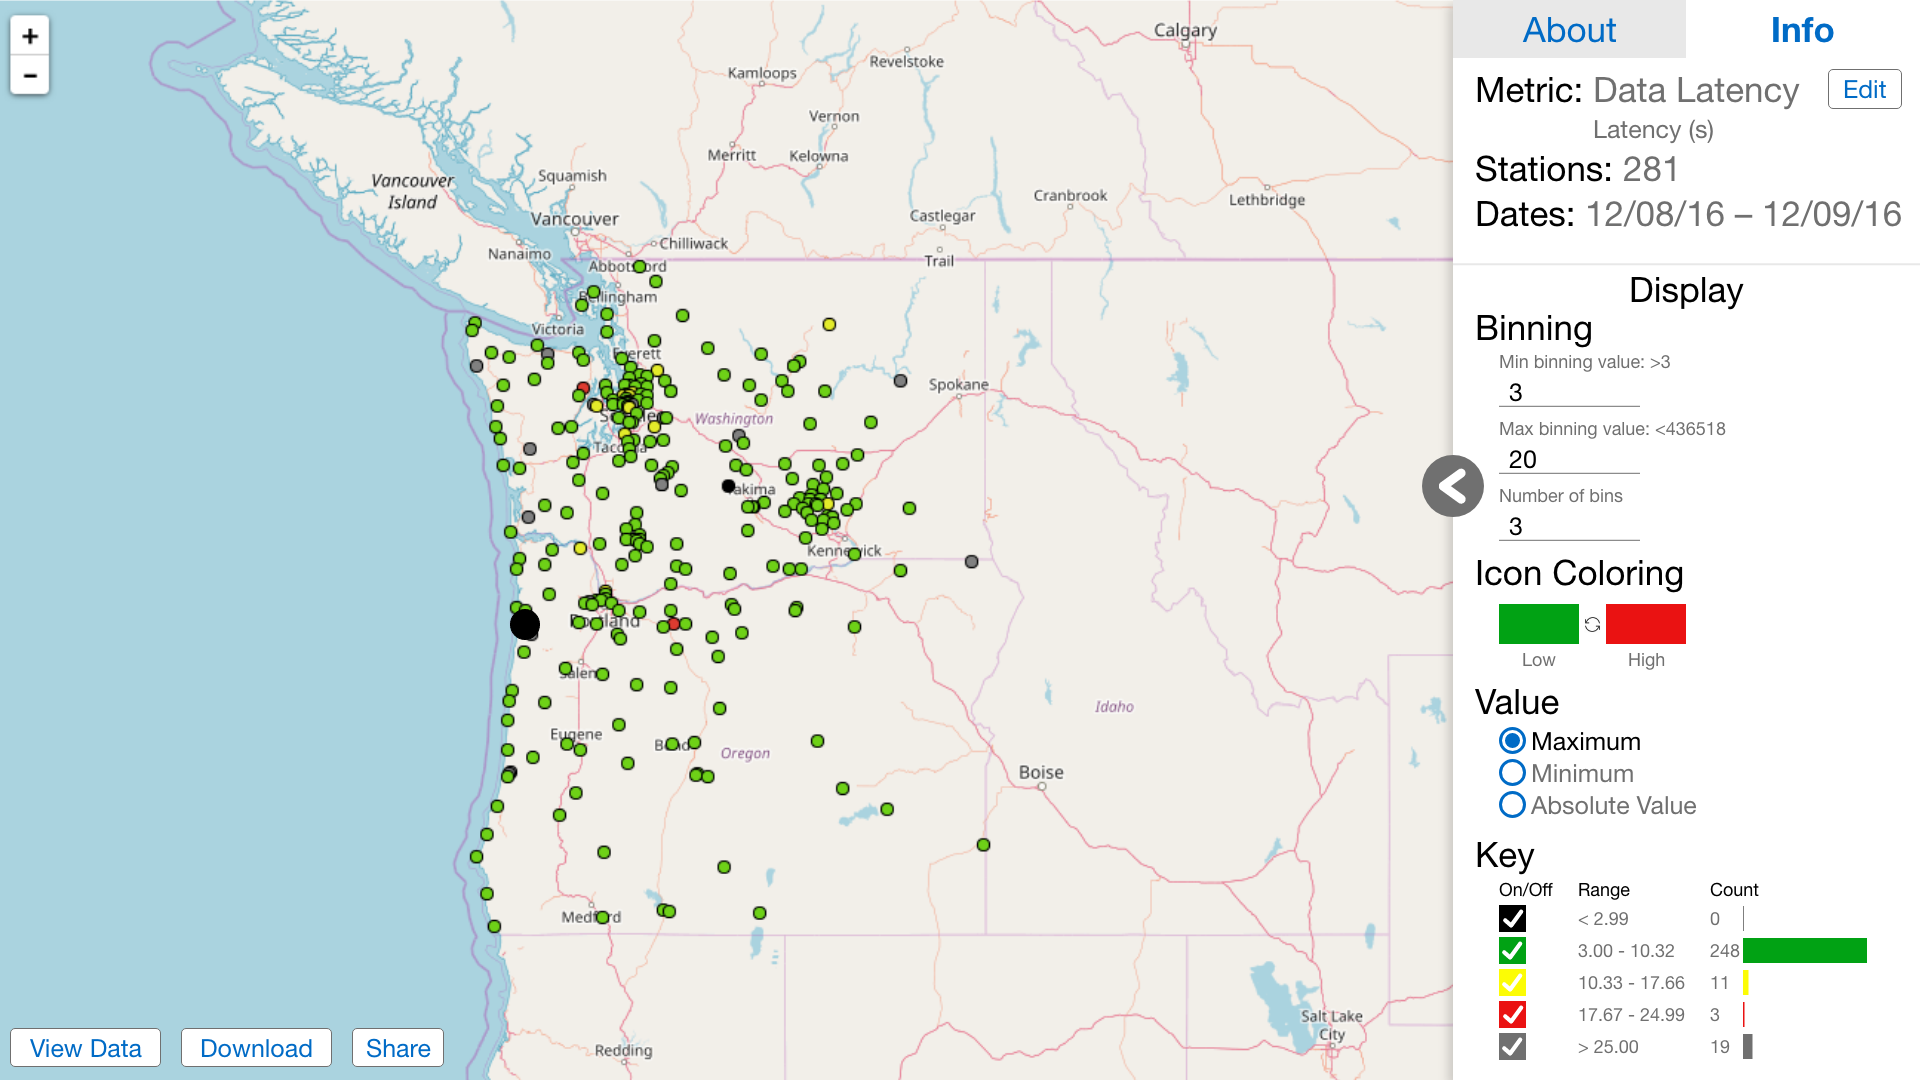 +
−
Calgary
Revelstoke
Kamloops
Vernon
Merritt
Kelowna
Squamish
Vancouver
Island
Cranbrook
Lethbridge
Castlegar
Vancouver
Chilliwack
Nanaimo
Abbotsford
Trail
Bellingham
Victoria
Everett
Spokane
Washington
Yakima
Kennewick
Portland
Salem
Idaho
Eugene
Bend
Oregon
Boise
Medford
Salt Lake
City
Redding
View Data
Download
Share
About
Info
Metric: Data Latency
Edit
Latency (s)
Stations: 281
Dates: 12/08/16 – 12/09/16
Display
Binning
Min binning value: >3
3
Max binning value: <436518
20
Number of bins
3
Icon Coloring
Low
High
Value
Maximum
Minimum
Absolute Value
Key
On/Off Range Count
< 2.99 0
3.00 - 10.32 248
10.33 - 17.66 11
17.67 - 24.99 3
> 25.00 19